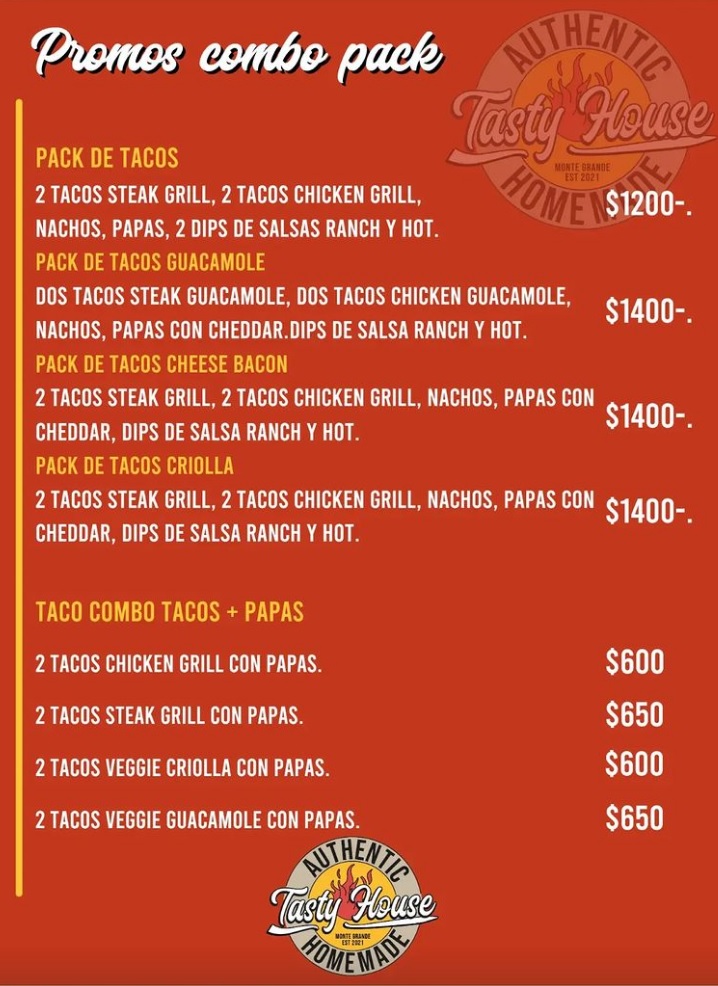 Promos combo pack
AUTHENTIC
Tasty House
MONTE GRANDE
EST 2021
HOMEMADE
PACK DE TACOS
2 TACOS STEAK GRILL, 2 TACOS CHICKEN GRILL,
NACHOS, PAPAS, 2 DIPS DE SALSAS RANCH Y HOT.
$1200-.
PACK DE TACOS GUACAMOLE
DOS TACOS STEAK GUACAMOLE, DOS TACOS CHICKEN GUACAMOLE,
NACHOS, PAPAS CON CHEDDAR.DIPS DE SALSA RANCH Y HOT.
$1400-.
PACK DE TACOS CHEESE BACON
2 TACOS STEAK GRILL, 2 TACOS CHICKEN GRILL, NACHOS, PAPAS CON
CHEDDAR, DIPS DE SALSA RANCH Y HOT.
$1400-.
PACK DE TACOS CRIOLLA
2 TACOS STEAK GRILL, 2 TACOS CHICKEN GRILL, NACHOS, PAPAS CON
CHEDDAR, DIPS DE SALSA RANCH Y HOT.
$1400-.
TACO COMBO TACOS + PAPAS
2 TACOS CHICKEN GRILL CON PAPAS. $600
2 TACOS STEAK GRILL CON PAPAS. $650
2 TACOS VEGGIE CRIOLLA CON PAPAS. $600
2 TACOS VEGGIE GUACAMOLE CON PAPAS. $650
AUTHENTIC
Tasty House
MONTE GRANDE
EST 2021
HOMEMADE